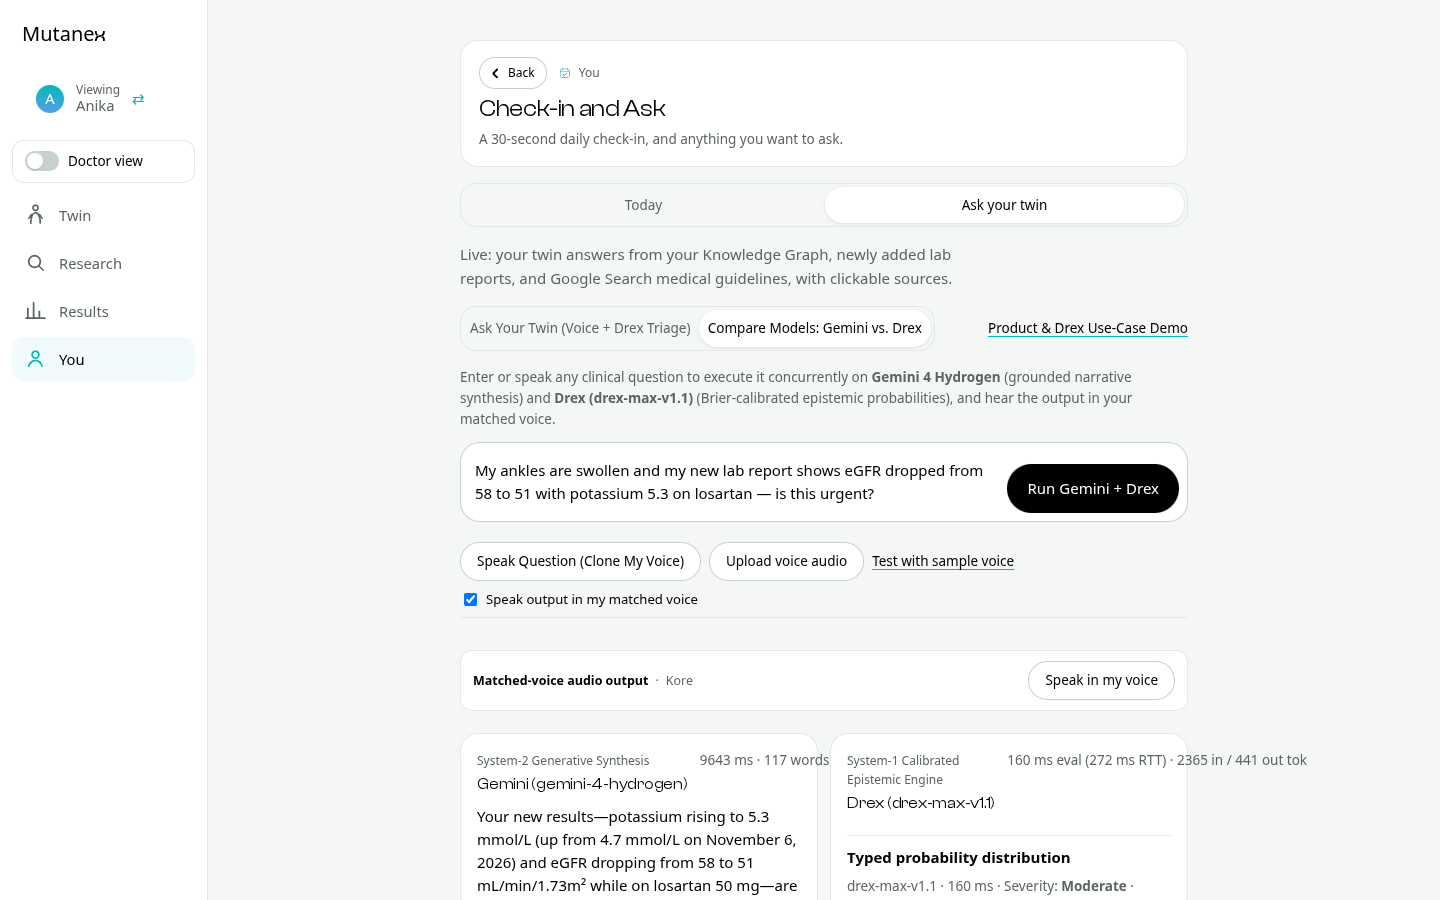 Mutanex
A
Viewing
Anika
Doctor view
Twin
Research
Results
You
Back
You
Check-in and Ask
A 30-second daily check-in, and anything you want to ask.
Today
Ask your twin
Live: your twin answers from your Knowledge Graph, newly added lab
reports, and Google Search medical guidelines, with clickable sources.
Ask Your Twin (Voice + Drex Triage)
Compare Models: Gemini vs. Drex
Product & Drex Use-Case Demo
Enter or speak any clinical question to execute it concurrently on Gemini 4 Hydrogen (grounded narrative
synthesis) and Drex (drex-max-v1.1) (Brier-calibrated epistemic probabilities), and hear the output in your
matched voice.
My ankles are swollen and my new lab report shows eGFR dropped from
58 to 51 with potassium 5.3 on losartan — is this urgent?
Run Gemini + Drex
Speak Question (Clone My Voice)
Upload voice audio
Test with sample voice
Speak output in my matched voice
Matched-voice audio output · Kore
Speak in my voice
System-2 Generative Synthesis
9643 ms · 117 words
Gemini (gemini-4-hydrogen)
Your new results—potassium rising to 5.3
mmol/L (up from 4.7 mmol/L on November 6,
2026) and eGFR dropping from 58 to 51
mL/min/1.73m² while on losartan 50 mg—are
System-1 Calibrated
Epistemic Engine
160 ms eval (272 ms RTT) · 2365 in / 441 out tok
Drex (drex-max-v1.1)
Typed probability distribution
drex-max-v1.1 · 160 ms · Severity: Moderate ·